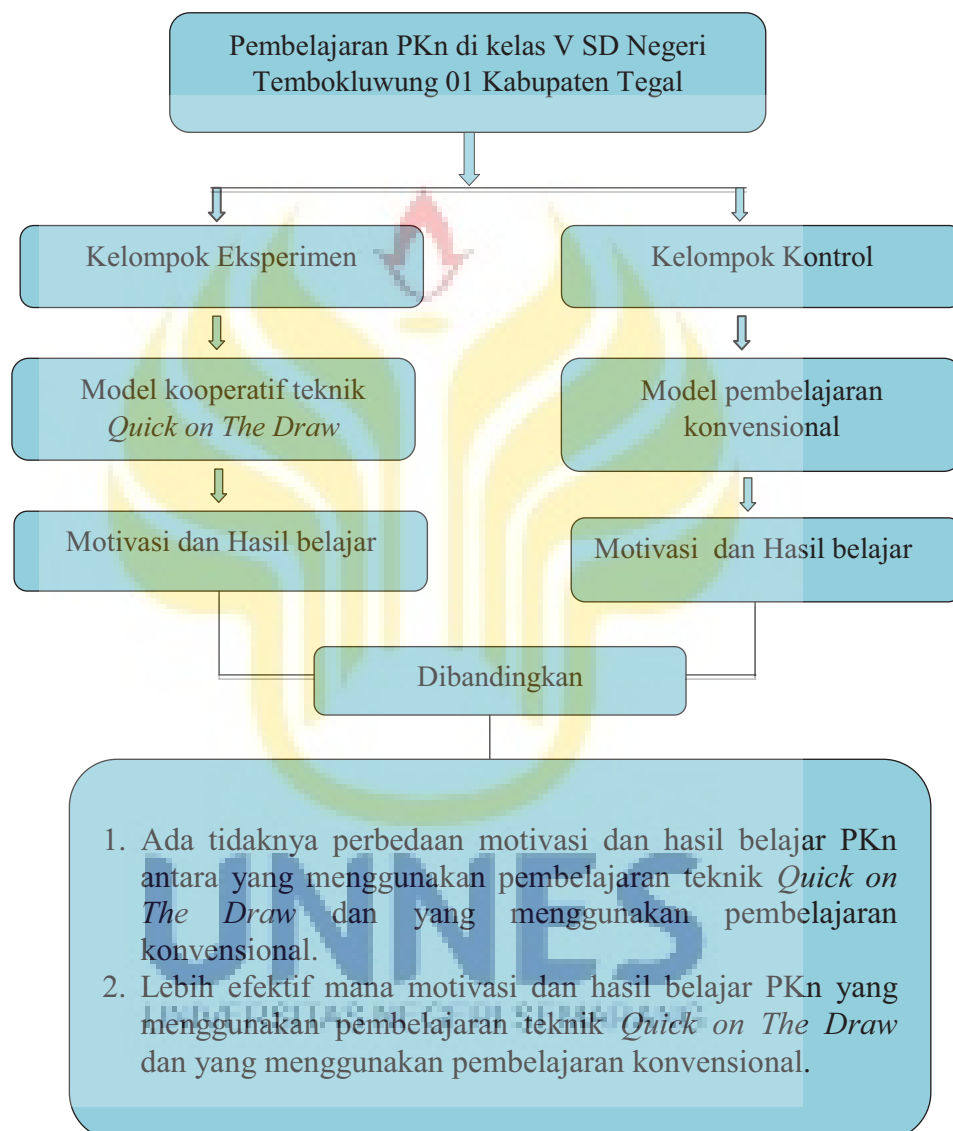 Pembelajaran PKn di kelas V SD Negeri
Tembokluwung 01 Kabupaten Tegal
Kelompok Eksperimen
Kelompok Kontrol
Model kooperatif teknik
Quick on The Draw
Model pembelajaran
konvensional
Motivasi dan Hasil belajar
Motivasi dan Hasil belajar
Dibandingkan
1. Ada tidaknya perbedaan motivasi dan hasil belajar PKn
antara yang menggunakan pembelajaran teknik Quick on
The Draw dan yang menggunakan pembelajaran
konvensional.
2. Lebih efektif mana motivasi dan hasil belajar PKn yang
menggunakan pembelajaran teknik Quick on The Draw
dan yang menggunakan pembelajaran konvensional.
UNNES